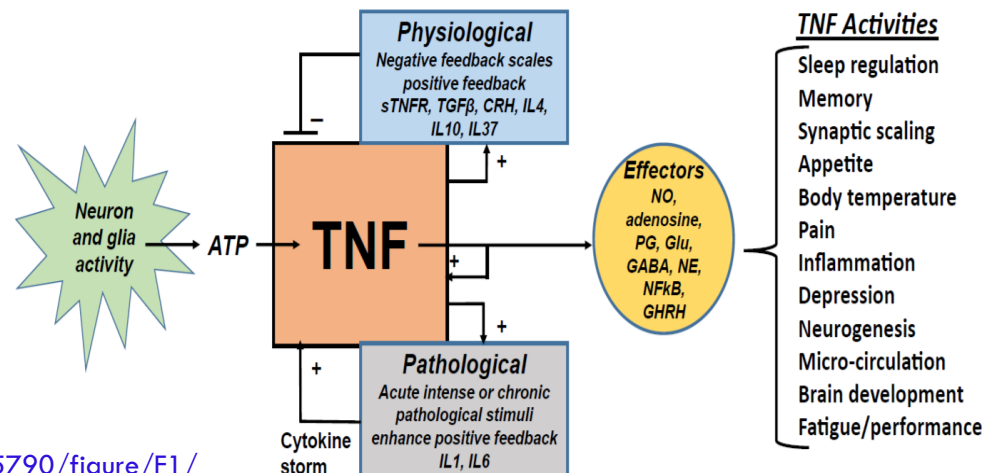 Physiological
Negative feedback scales
positive feedback
sTNFR, TGFβ, CRH, IL4,
IL10, IL37
−
+
Neuron
and glia
activity
ATP
TNF
+
Effectors
NO,
adenosine,
PG, Glu,
GABA, NE,
NFkB,
GHRH
+
+
Pathological
Acute intense or chronic
pathological stimuli
enhance positive feedback
IL1, IL6
Cytokine
storm
5790/figure/F1/
TNF Activities
Sleep regulation
Memory
Synaptic scaling
Appetite
Body temperature
Pain
Inflammation
Depression
Neurogenesis
Micro-circulation
Brain development
Fatigue/performance